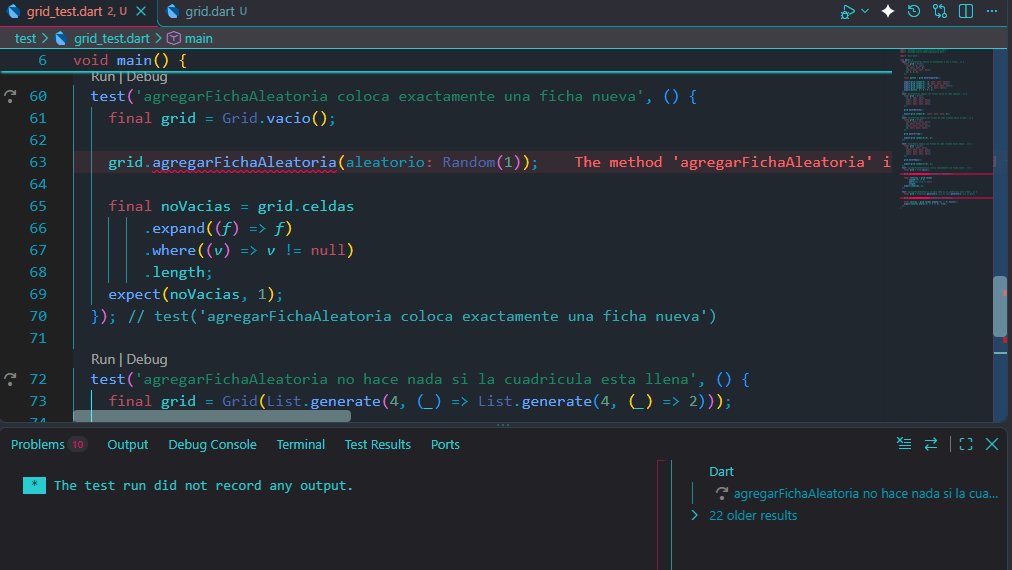 grid_test.dart 2, U
grid.dart U
test > grid_test.dart > main
6 void main() {
Run | Debug
60 test('agregarFichaAleatoria coloca exactamente una ficha nueva', () {
61 final grid = Grid.vacio();
62
63 grid.agregarFichaAleatoria(aleatorio: Random(1)); The method 'agregarFichaAleatoria' i
64
65 final noVacias = grid.celdas
66 .expand((f) => f)
67 .where((v) => v != null)
68 .length;
69 expect(noVacias, 1);
70 }); // test('agregarFichaAleatoria coloca exactamente una ficha nueva')
71
Run | Debug
72 test('agregarFichaAleatoria no hace nada si la cuadricula esta llena', () {
73 final grid = Grid(List.generate(4, (_) => List.generate(4, (_) => 2)));
74
Problems 10 Output Debug Console Terminal Test Results Ports
* The test run did not record any output.
Dart
agregarFichaAleatoria no hace nada si la cua...
> 22 older results